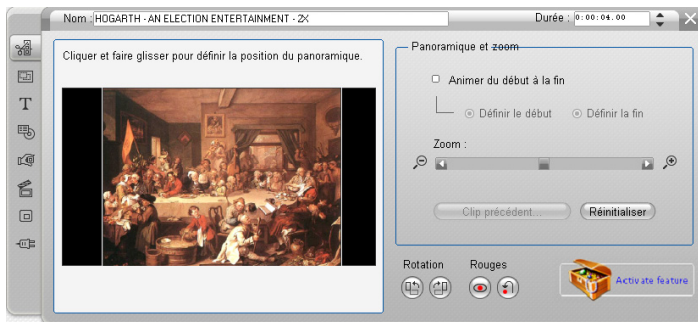 Nom : HOGARTH - AN ELECTION ENTERTAINMENT - 2X
Durée : 0:00:04.00
Cliquer et faire glisser pour définir la position du panoramique.
Panoramique et zoom
Animer du début à la fin
Définir le début
Définir la fin
Zoom :
Clip précédent...
Réinitialiser
Rotation
Rouges
Activate feature
T